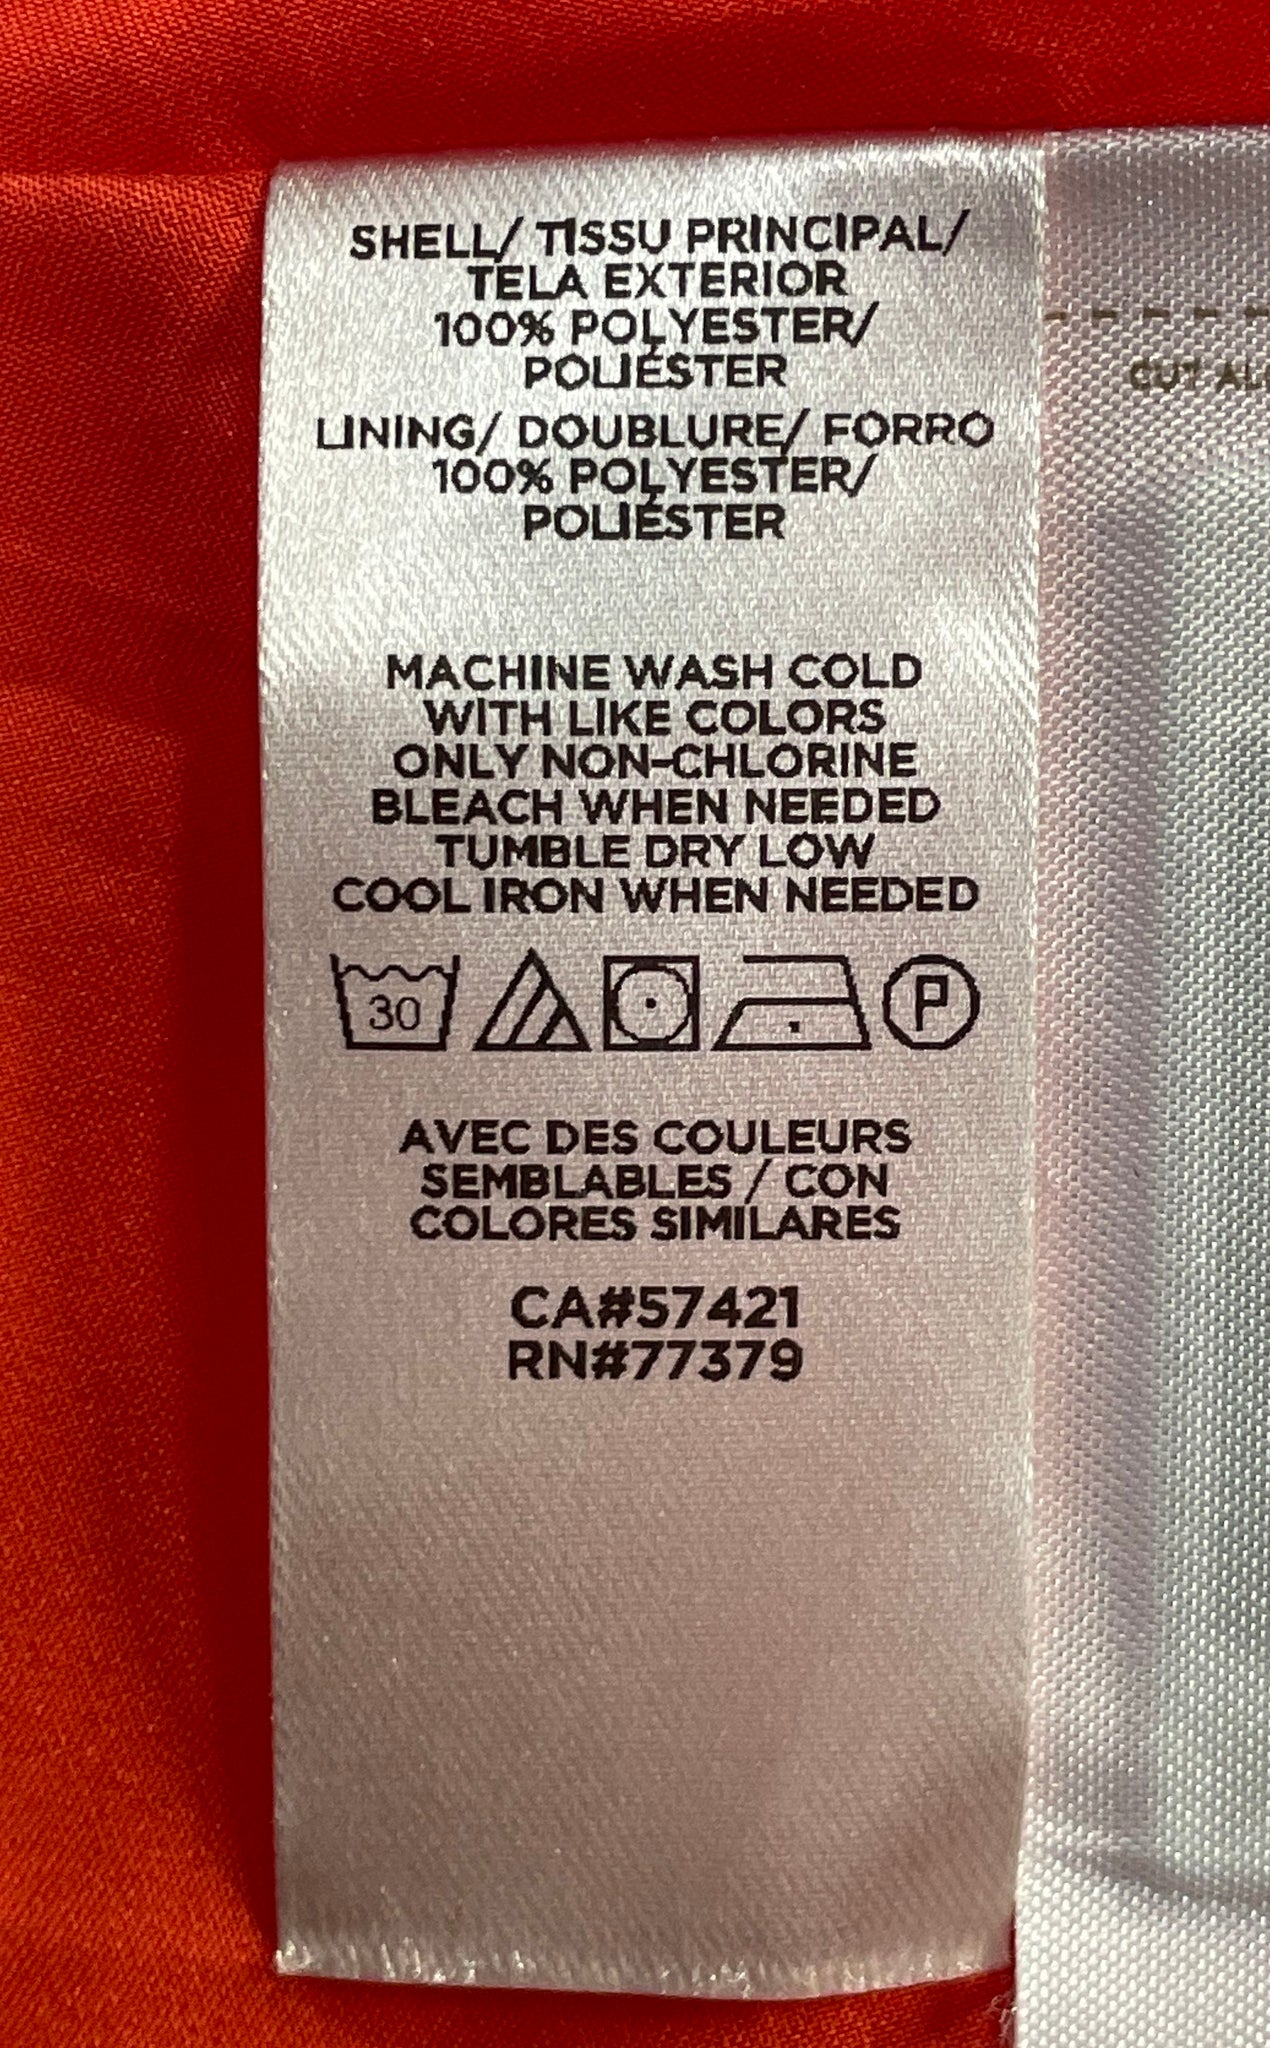 SHELL/ TISSU PRINCIPAL/
TELA EXTERIOR
100% POLYESTER/
POLIÉSTER
LINING/ DOUBLURE/ FORRO
100% POLYESTER/
POLIÉSTER
MACHINE WASH COLD
WITH LIKE COLORS
ONLY NON-CHLORINE
BLEACH WHEN NEEDED
TUMBLE DRY LOW
COOL IRON WHEN NEEDED
30 P
AVEC DES COULEURS
SEMBLABLES / CON
COLORES SIMILARES
CA#57421
RN#77379
CUT